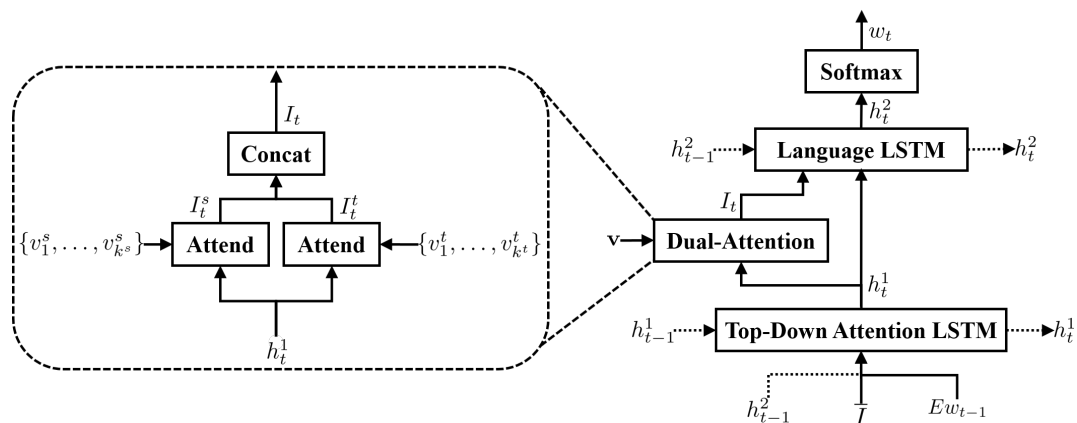 w_t
Softmax
h_t^2
h_{t-1}^2 Language LSTM h_t^2
I_t
v Dual-Attention
h_t^1
h_{t-1}^1 Top-Down Attention LSTM h_t^1
h_{t-1}^2 Ī Ew_{t-1}
I_t
Concat
I_t^s I_t^t
{v_1^s, . . . , v_{k^s}^s} Attend Attend {v_1^t, . . . , v_{k^t}^t}
h_t^1